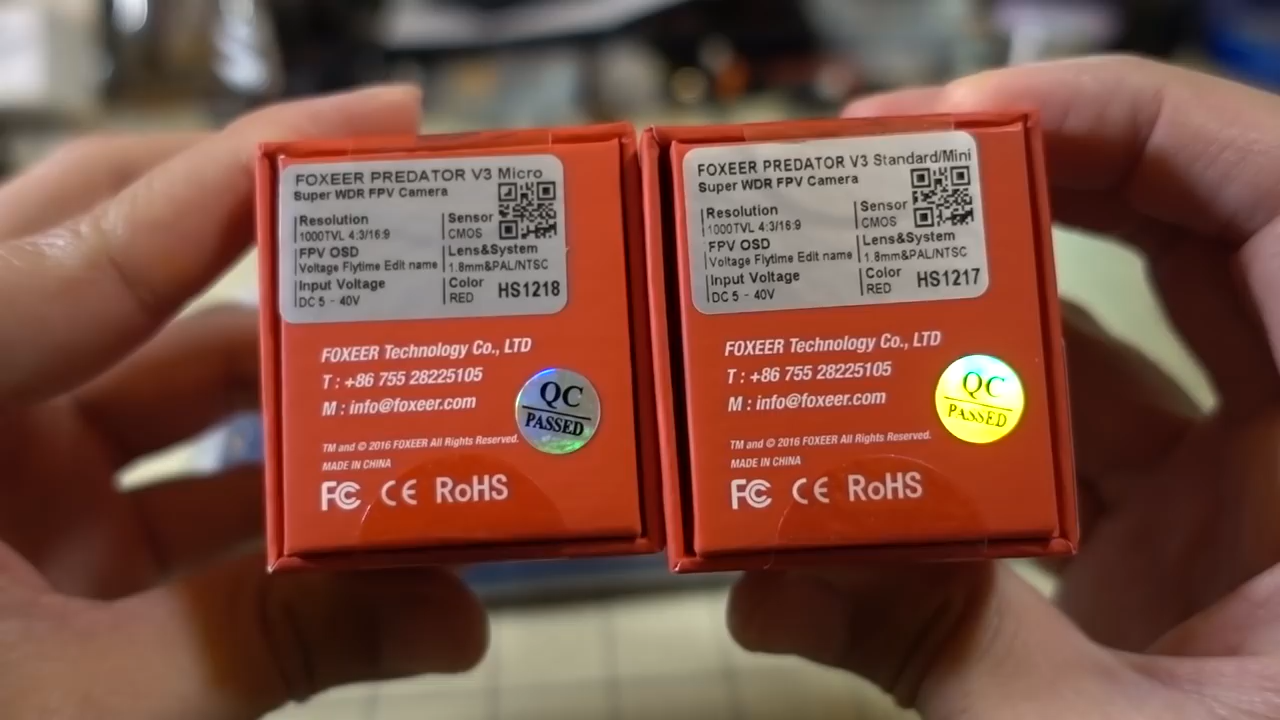 FOXEER PREDATOR V3 Micro
Super WDR FPV Camera
Resolution
1000TVL 4:3/16:9
FPV OSD
Voltage Flytime Edit name
Input Voltage
DC 5 - 40V
Sensor
CMOS
Lens&System
1.8mm&PAL/NTSC
Color
RED
HS1218
FOXEER Technology Co., LTD
T : +86 755 28225105
M : info@foxeer.com
QC
PASSED
TM and © 2016 FOXEER All Rights Reserved.
MADE IN CHINA
FC CE RoHS
FOXEER PREDATOR V3 Standard/Mini
Super WDR FPV Camera
Resolution
1000TVL 4:3/16:9
FPV OSD
Voltage Flytime Edit name
Input Voltage
DC 5 - 40V
Sensor
CMOS
Lens&System
1.8mm&PAL/NTSC
Color
RED
HS1217
FOXEER Technology Co., LTD
T : +86 755 28225105
M : info@foxeer.com
QC
PASSED
TM and © 2016 FOXEER All Rights Reserved.
MADE IN CHINA
FC CE RoHS